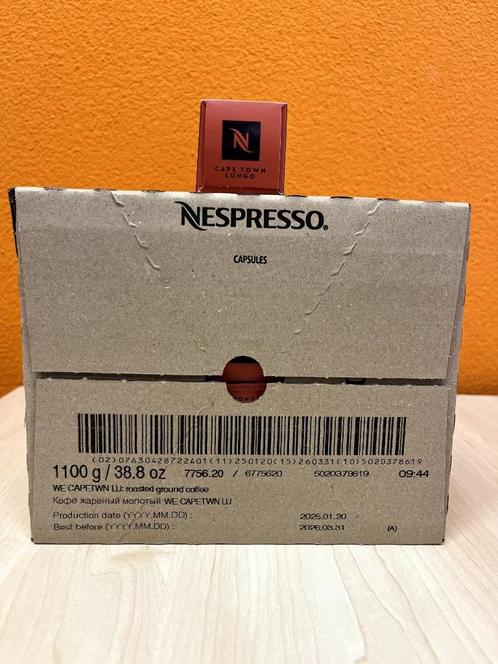 N
CAPE TOWN
LUNGO
NESPRESSO®
CAPSULES
(02)07630428722401(11)250120(15)260331(10)5020378619
1100 g / 38.8 oz 7756.20 / 6775620 5020378619 09:44
WE CAPETWN LU: roasted ground coffee
Кофе жареный молотый WE CAPETWN LU
Production date (YYYY.MM.DD) : 2025.01.20
Best before (YYYY.MM.DD) : 2026.03.31 (A)